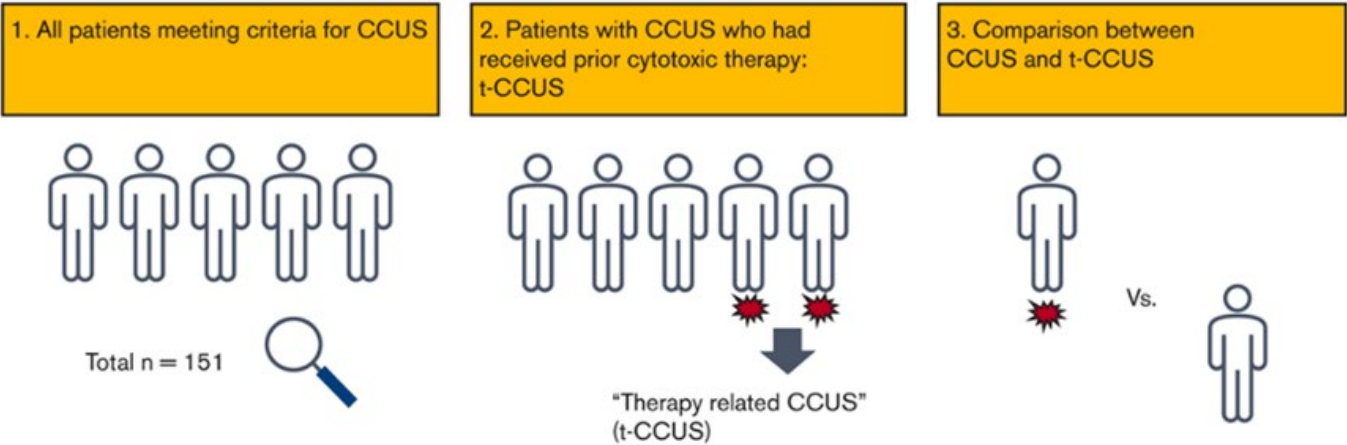 1. All patients meeting criteria for CCUS
2. Patients with CCUS who had
received prior cytotoxic therapy:
t-CCUS
3. Comparison between
CCUS and t-CCUS
Total n = 151
"Therapy related CCUS"
(t-CCUS)
Vs.